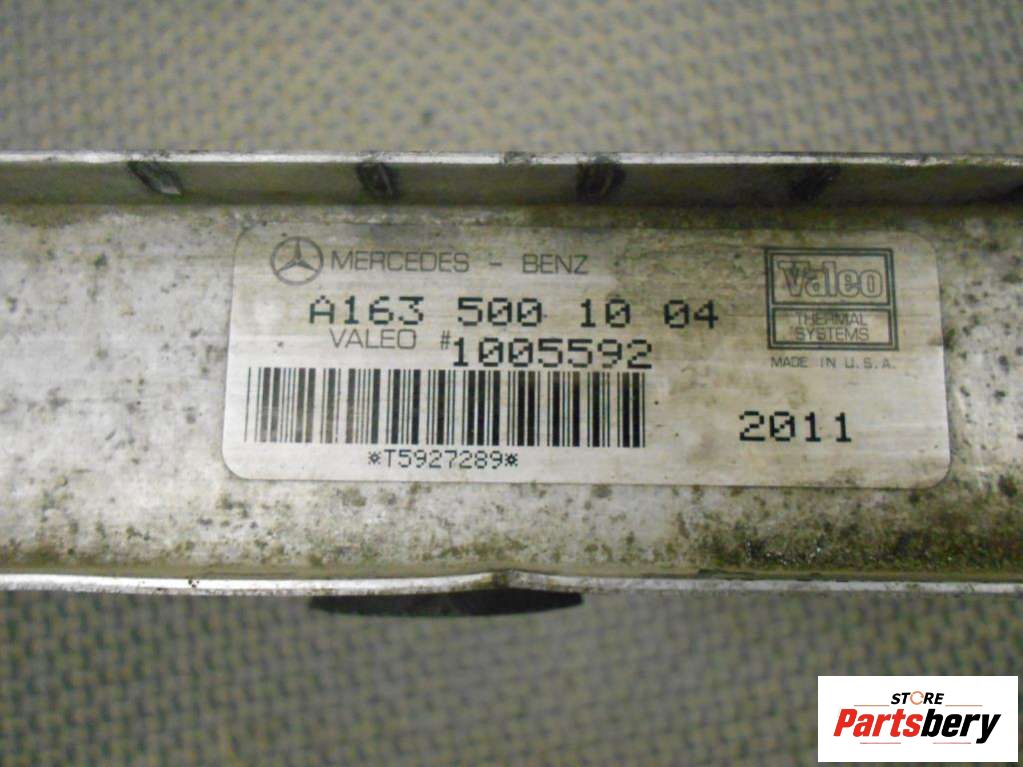 MERCEDES - BENZ
A163 500 10 04
VALEO # 1005592
*T5927289*
Valeo
THERMAL
SYSTEMS
MADE IN U.S.A.
2011
STORE
Partsbery